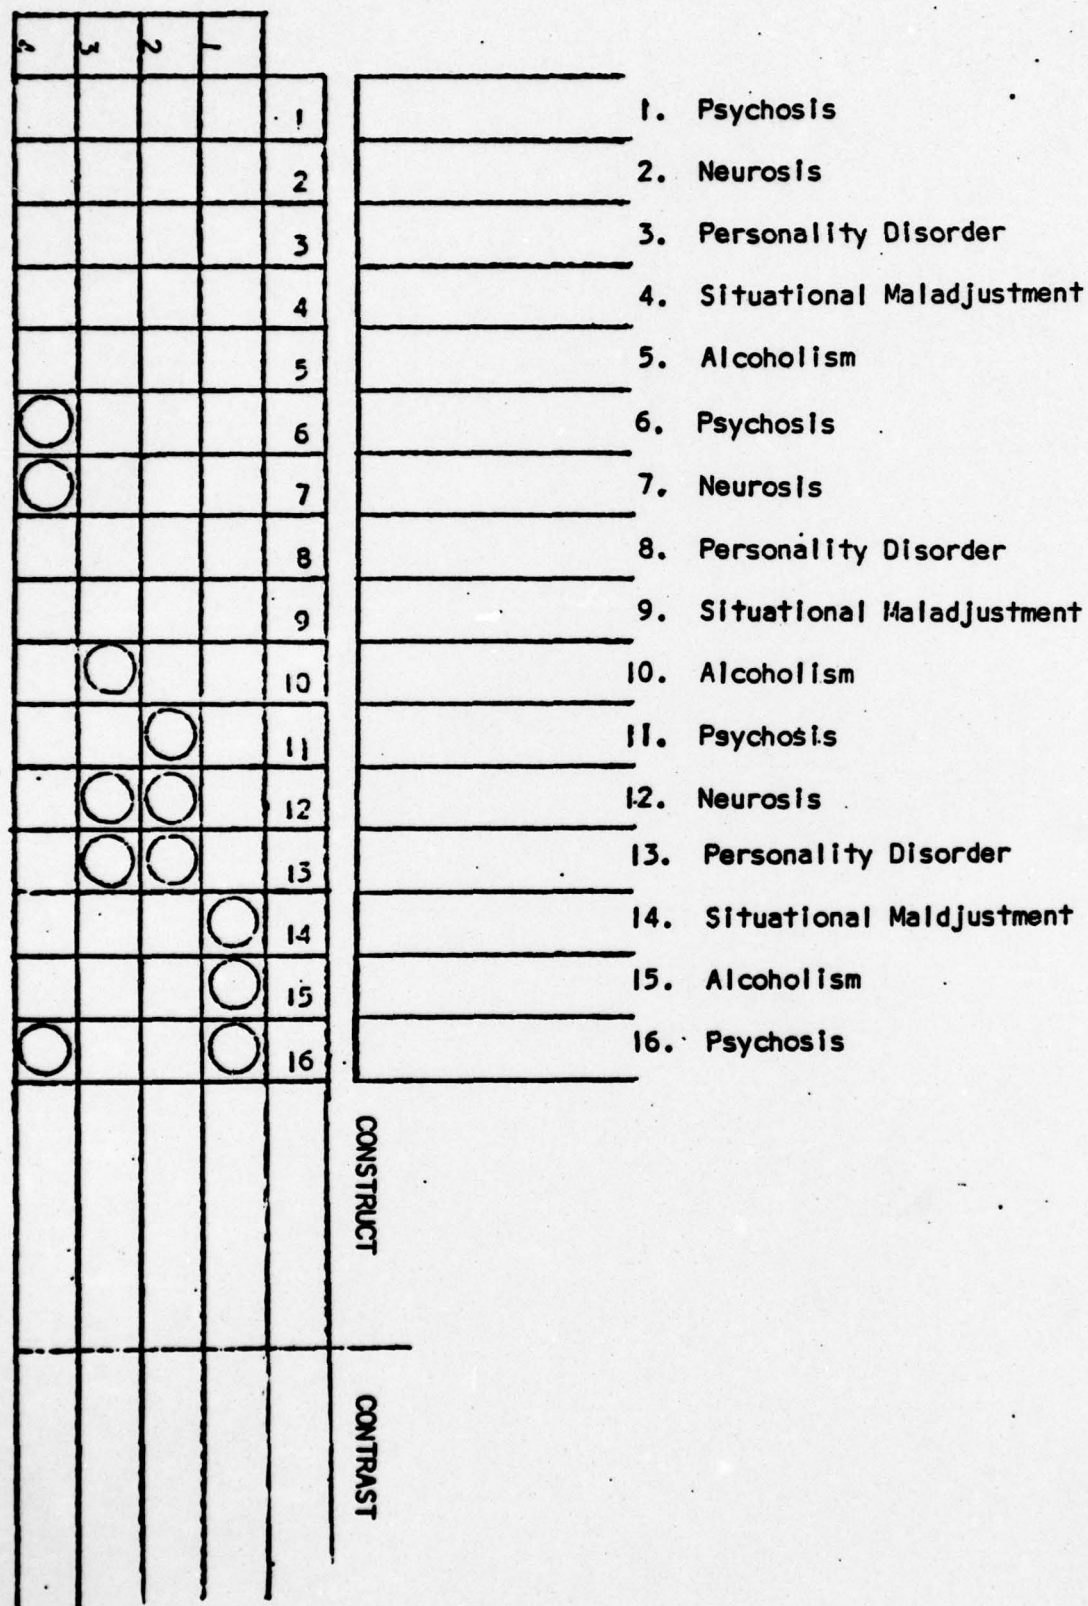 4 3 2 1
1
2
3
4
5
6
7
8
9
10
11
12
13
14
15
16
1. Psychosis
2. Neurosis
3. Personality Disorder
4. Situational Maladjustment
5. Alcoholism
6. Psychosis
7. Neurosis
8. Personality Disorder
9. Situational Maladjustment
10. Alcoholism
11. Psychosis
12. Neurosis
13. Personality Disorder
14. Situational Maldjustment
15. Alcoholism
16. Psychosis
CONSTRUCT
CONTRAST